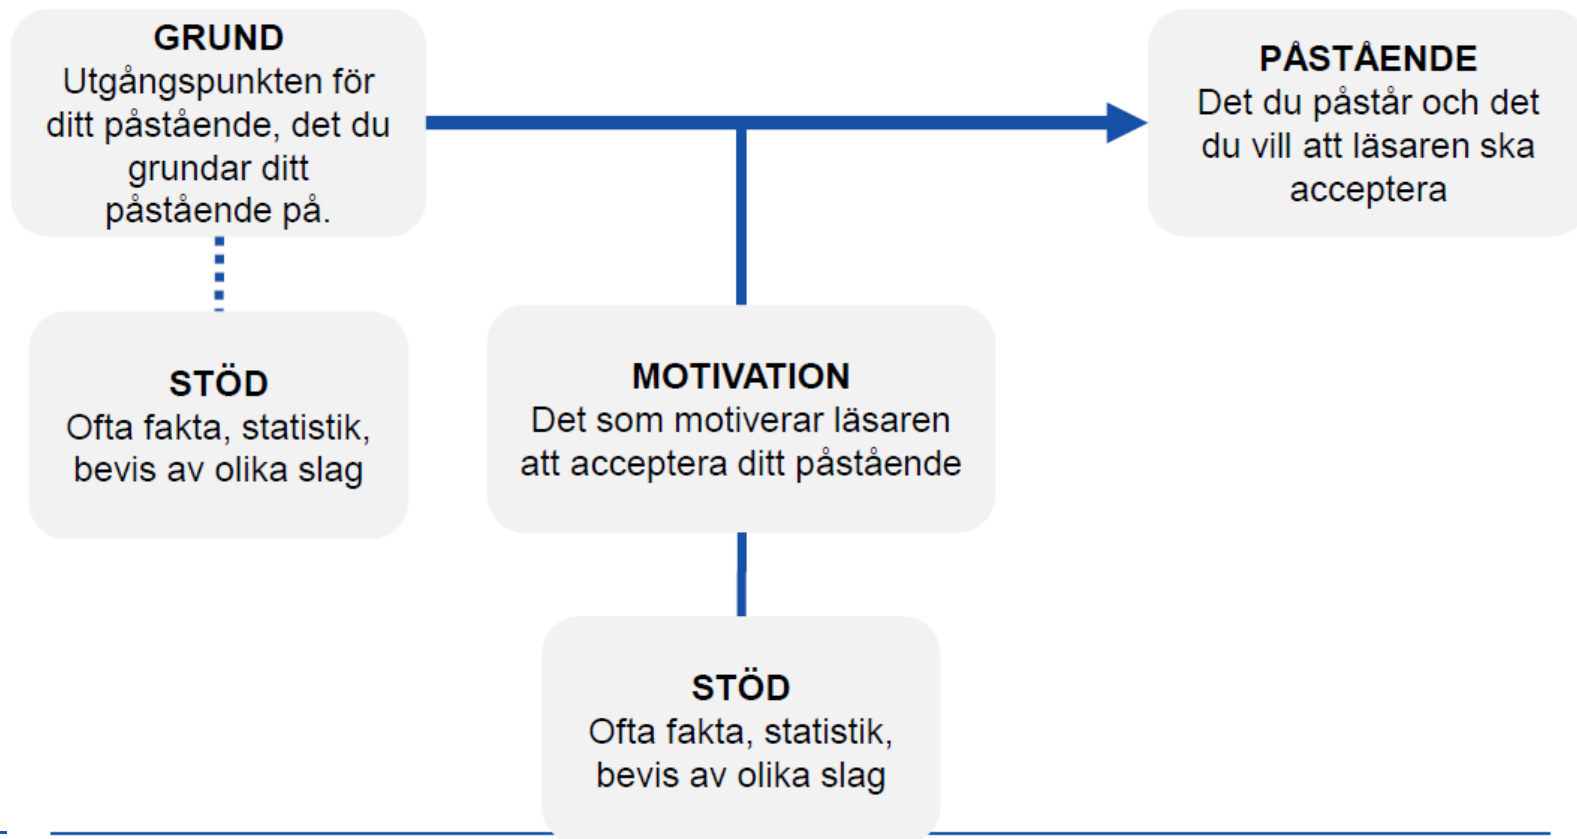 GRUND
Utgångspunkten för
ditt påstående, det du
grundar ditt
påstående på.
PÅSTÅENDE
Det du påstår och det
du vill att läsaren ska
acceptera
STÖD
Ofta fakta, statistik,
bevis av olika slag
MOTIVATION
Det som motiverar läsaren
att acceptera ditt påstående
STÖD
Ofta fakta, statistik,
bevis av olika slag